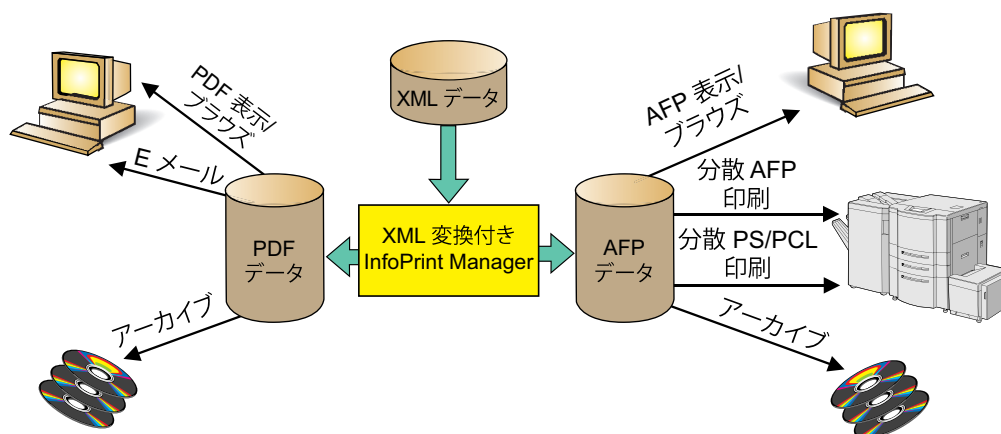 PDF 表示/
ブラウズ
E メール
PDF
データ
アーカイブ
XML データ
XML 変換付き
InfoPrint Manager
AFP
データ
AFP 表示/
ブラウズ
分散 AFP
印刷
分散 PS/PCL
印刷
アーカイブ